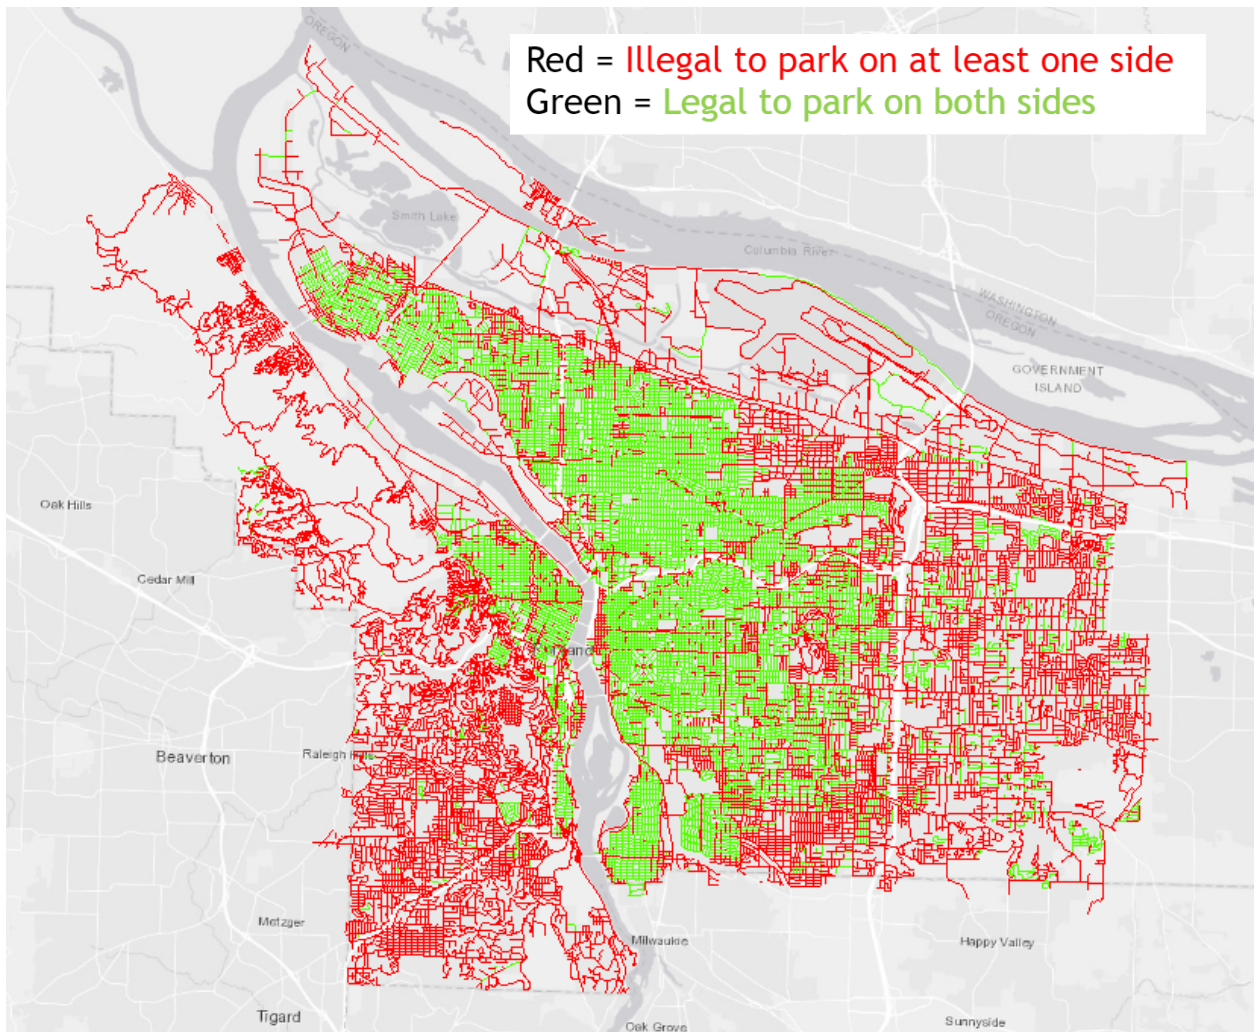 OREGON
Red = Illegal to park on at least one side
Green = Legal to park on both sides
Smith Lake
Columbia River
WASHINGTON
OREGON
GOVERNMENT
ISLAND
Oak Hills
Cedar Mill
Beaverton
Raleigh
Metzger
Milwaukie
Happy Valley
Tigard
Oak Grove
Sunnyside